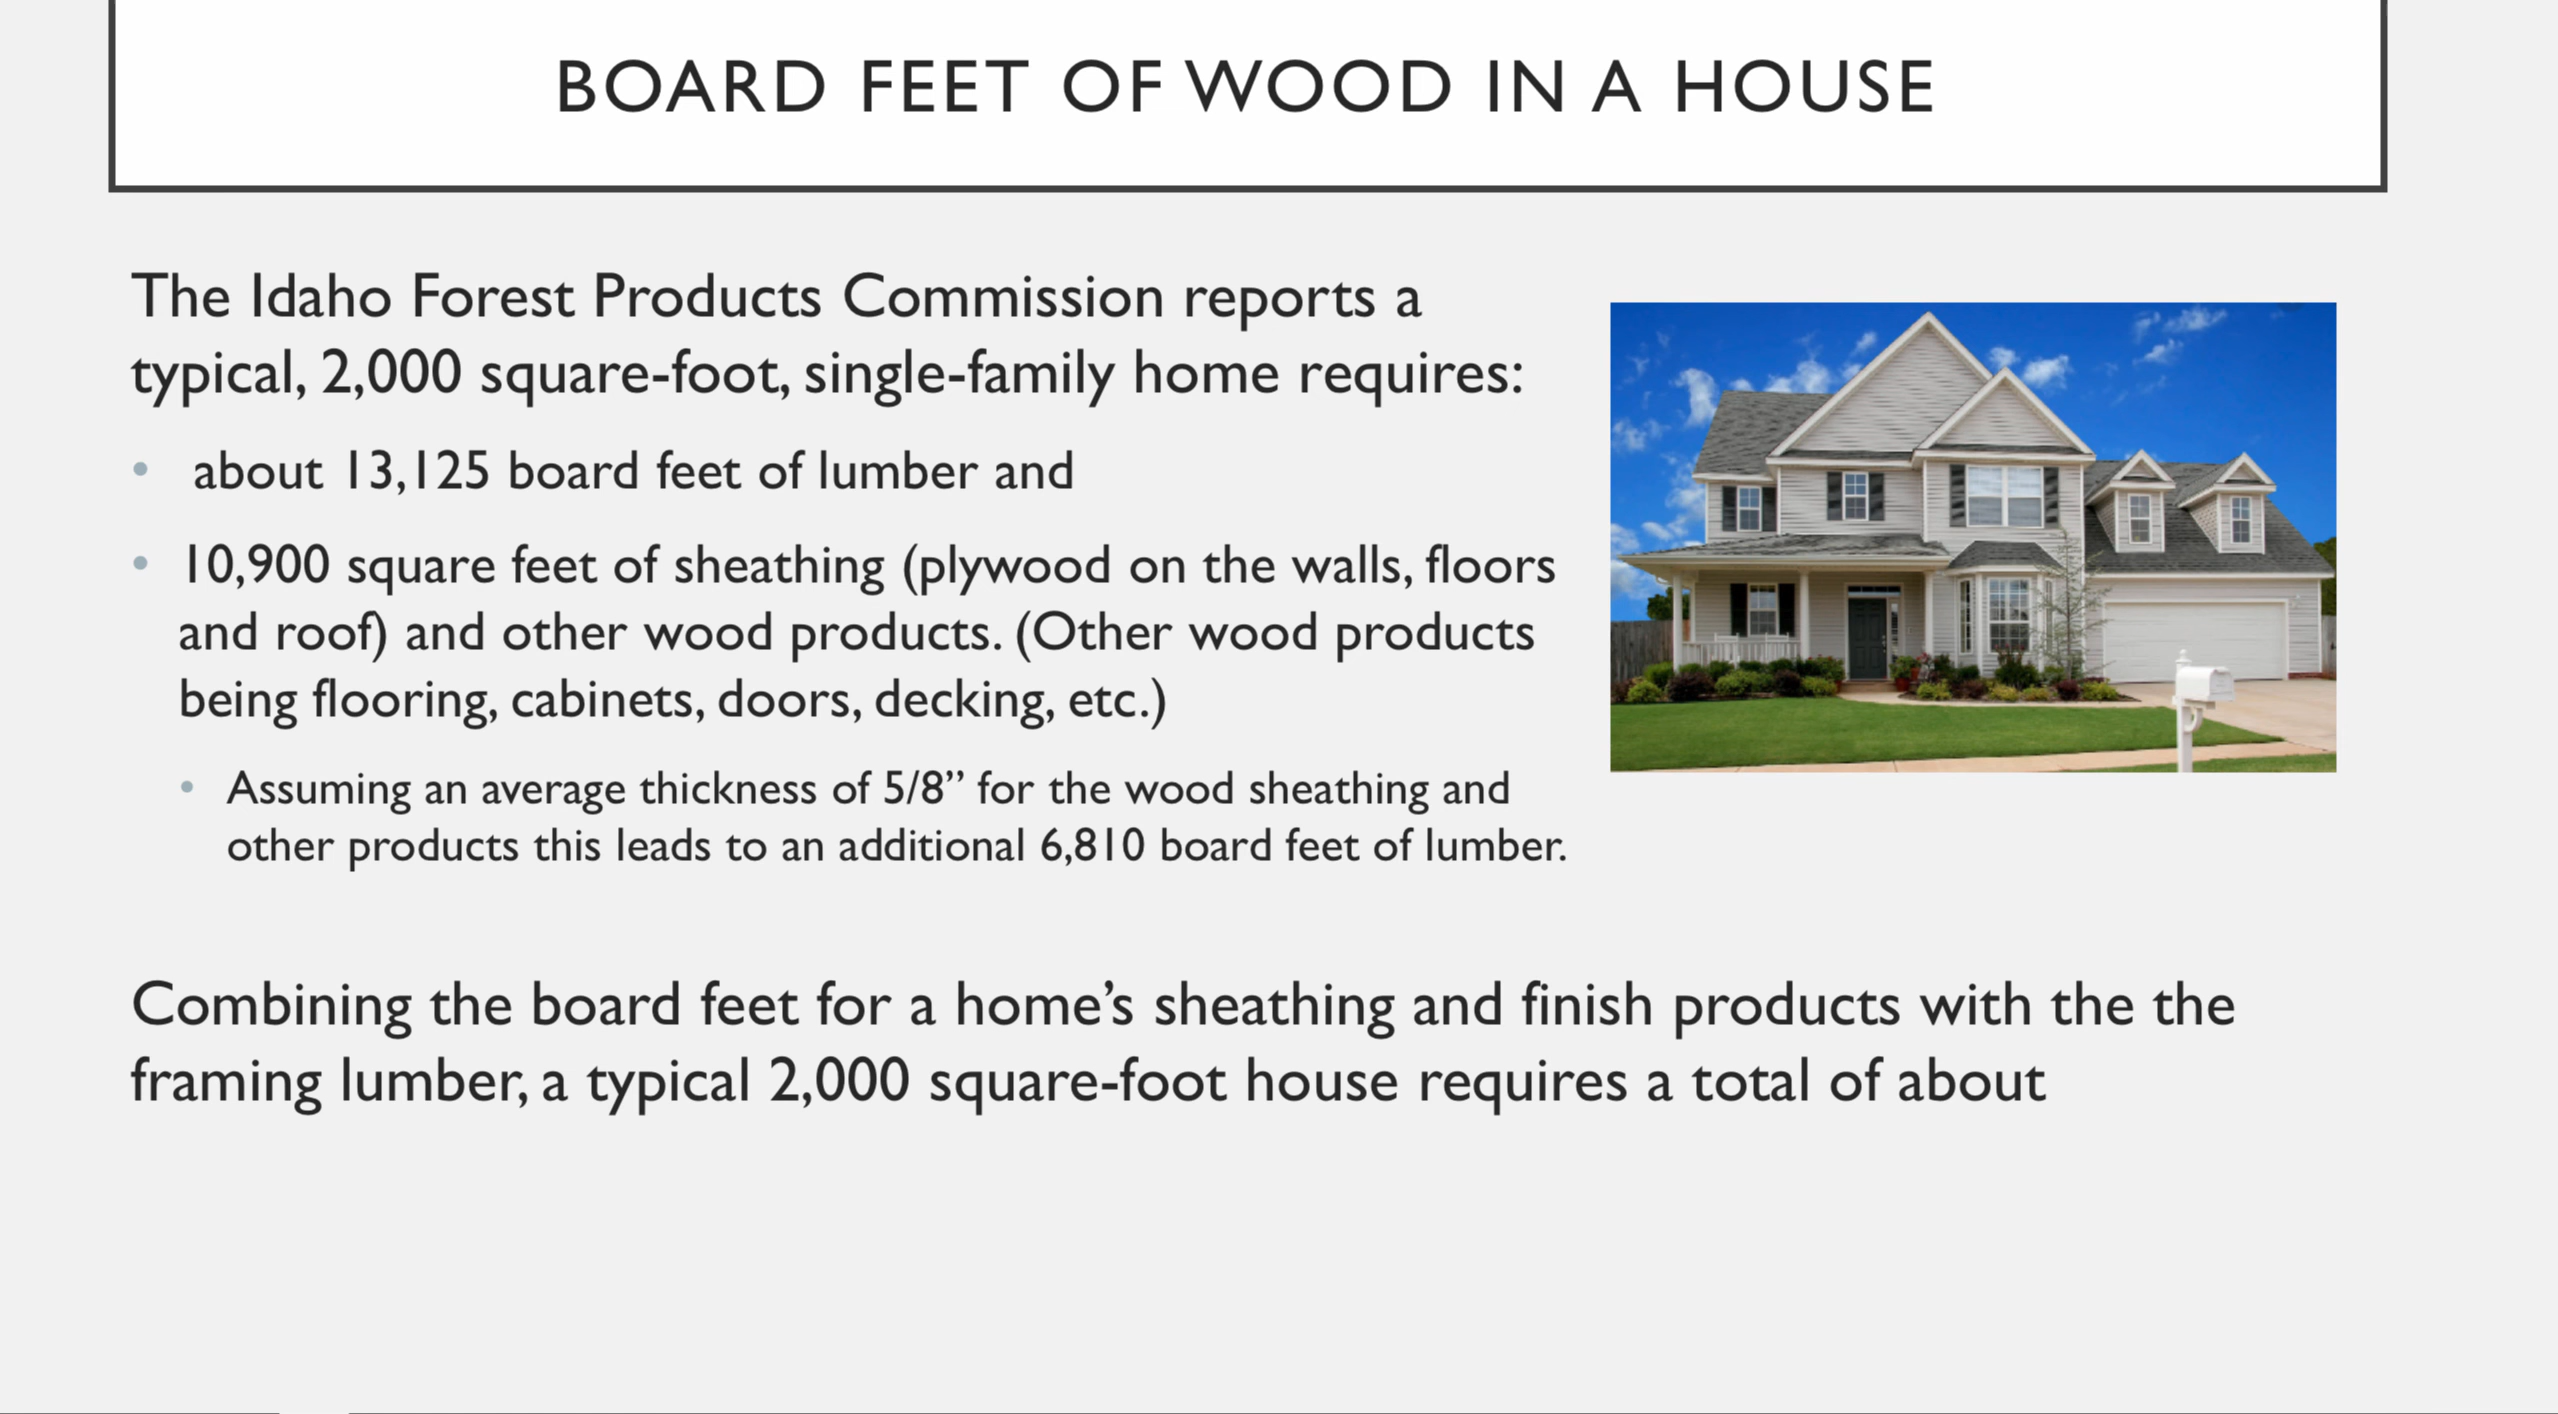 BOARD FEET OF WOOD IN A HOUSE
The Idaho Forest Products Commission reports a
typical, 2,000 square-foot, single-family home requires:
• about 13,125 board feet of lumber and
• 10,900 square feet of sheathing (plywood on the walls, floors
and roof) and other wood products. (Other wood products
being flooring, cabinets, doors, decking, etc.)
• Assuming an average thickness of 5/8” for the wood sheathing and
other products this leads to an additional 6,810 board feet of lumber.
Combining the board feet for a home’s sheathing and finish products with the the
framing lumber, a typical 2,000 square-foot house requires a total of about